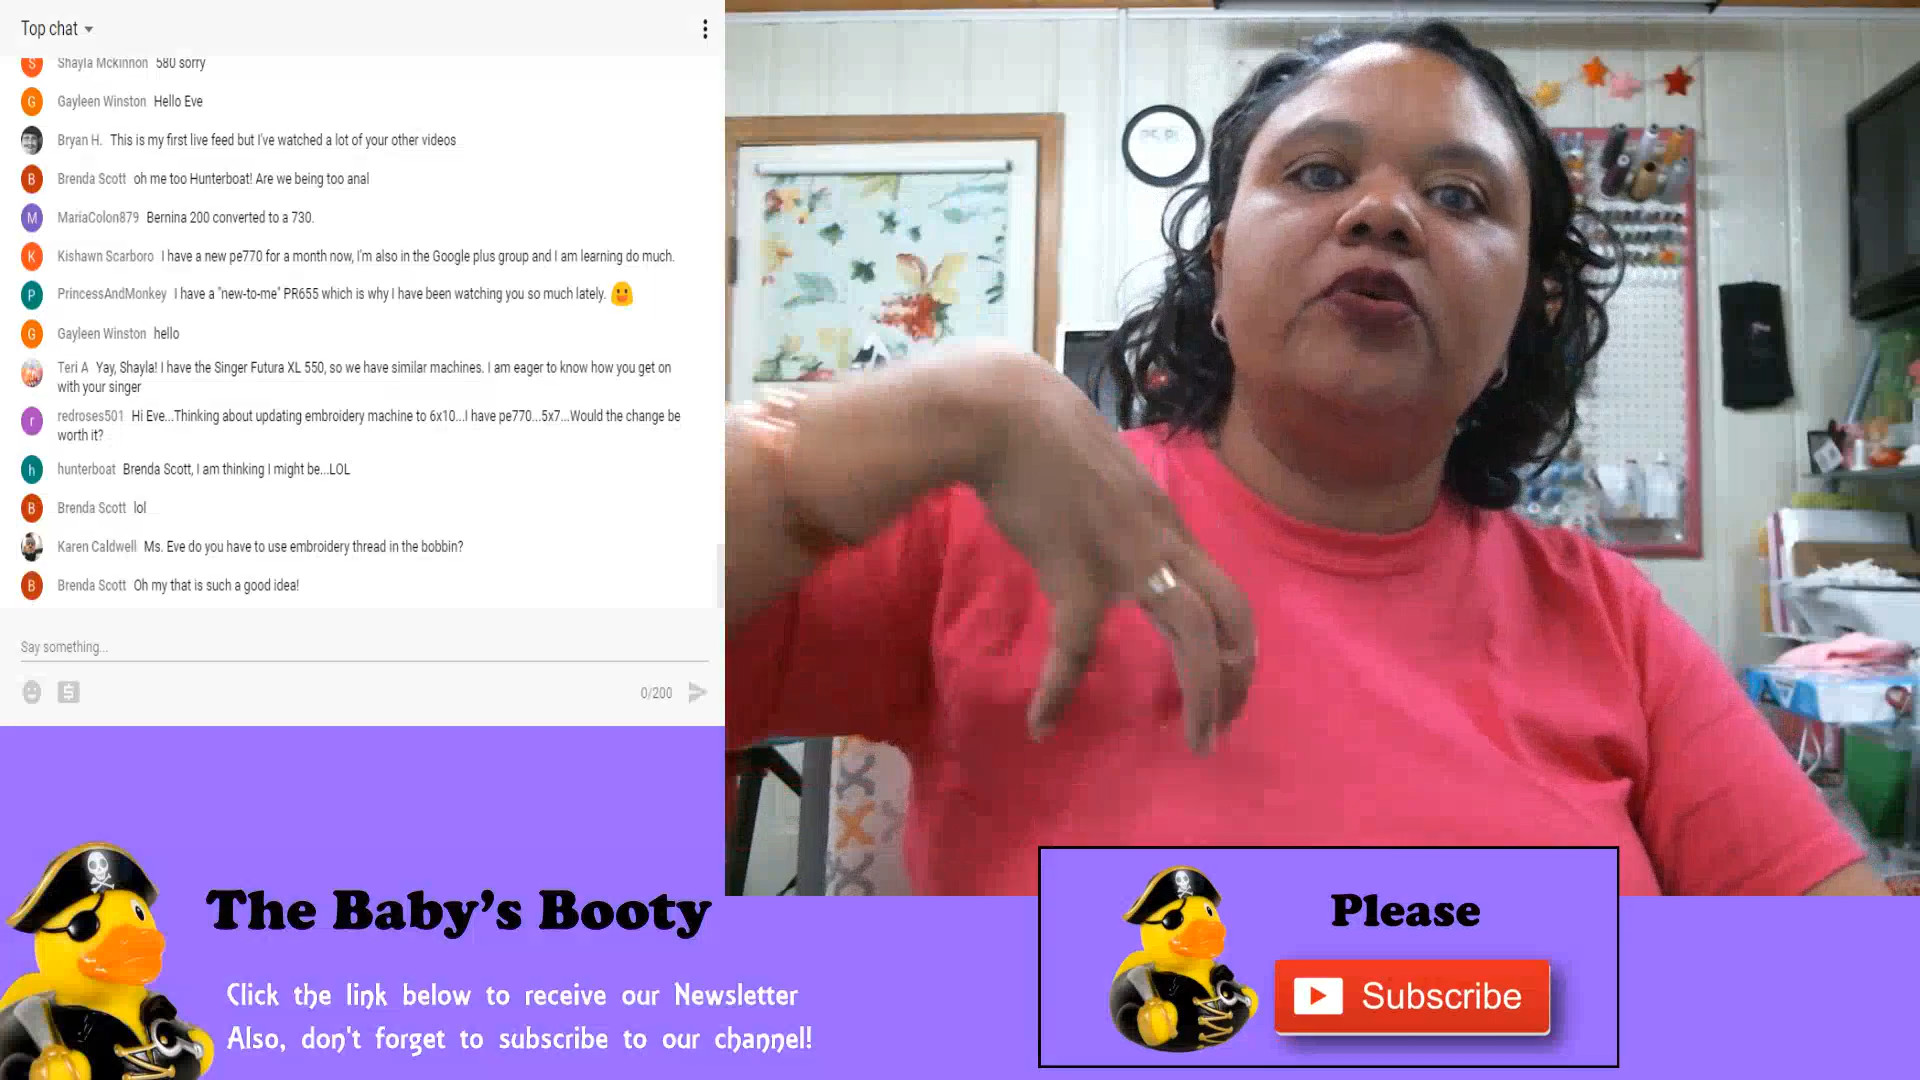 Top chat
Shayla Mckinnon 580 sorry
Gayleen Winston Hello Eve
Bryan H. This is my first live feed but I've watched a lot of your other videos
Brenda Scott oh me too Hunterboat! Are we being too anal
MariaColon879 Bernina 200 converted to a 730.
Kishawn Scarboro I have a new pe770 for a month now, I'm also in the Google plus group and I am learning do much.
PrincessAndMonkey I have a "new-to-me" PR655 which is why I have been watching you so much lately.
Gayleen Winston hello
Teri A Yay, Shayla! I have the Singer Futura XL 550, so we have similar machines. I am eager to know how you get on
with your singer
redroses501 Hi Eve...Thinking about updating embroidery machine to 6x10...I have pe770...5x7...Would the change be
worth it?
hunterboat Brenda Scott, I am thinking I might be...LOL
Brenda Scott lol
Karen Caldwell Ms. Eve do you have to use embroidery thread in the bobbin?
Brenda Scott Oh my that is such a good idea!
Say something...
0/200
The Baby's Booty
Click the link below to receive our Newsletter
Also, don't forget to subscribe to our channel!
Please
Subscribe